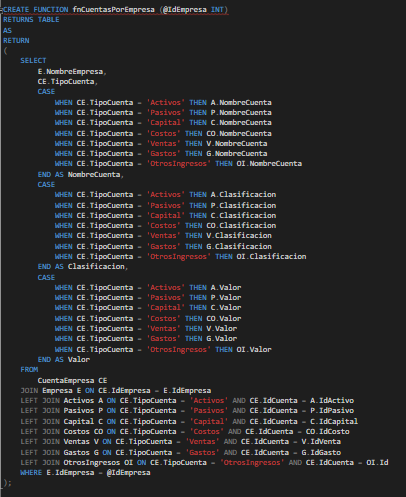 CREATE FUNCTION fnCuentasPorEmpresa (@IdEmpresa INT)
RETURNS TABLE
AS
RETURN
(
SELECT
E.NombreEmpresa,
CE.TipoCuenta,
CASE
WHEN CE.TipoCuenta = 'Activos' THEN A.NombreCuenta
WHEN CE.TipoCuenta = 'Pasivos' THEN P.NombreCuenta
WHEN CE.TipoCuenta = 'Capital' THEN C.NombreCuenta
WHEN CE.TipoCuenta = 'Costos' THEN CO.NombreCuenta
WHEN CE.TipoCuenta = 'Ventas' THEN V.NombreCuenta
WHEN CE.TipoCuenta = 'Gastos' THEN G.NombreCuenta
WHEN CE.TipoCuenta = 'OtrosIngresos' THEN OI.NombreCuenta
END AS NombreCuenta,
CASE
WHEN CE.TipoCuenta = 'Activos' THEN A.Clasificacion
WHEN CE.TipoCuenta = 'Pasivos' THEN P.Clasificacion
WHEN CE.TipoCuenta = 'Capital' THEN C.Clasificacion
WHEN CE.TipoCuenta = 'Costos' THEN CO.Clasificacion
WHEN CE.TipoCuenta = 'Ventas' THEN V.Clasificacion
WHEN CE.TipoCuenta = 'Gastos' THEN G.Clasificacion
WHEN CE.TipoCuenta = 'OtrosIngresos' THEN OI.Clasificacion
END AS Clasificacion,
CASE
WHEN CE.TipoCuenta = 'Activos' THEN A.Valor
WHEN CE.TipoCuenta = 'Pasivos' THEN P.Valor
WHEN CE.TipoCuenta = 'Capital' THEN C.Valor
WHEN CE.TipoCuenta = 'Costos' THEN CO.Valor
WHEN CE.TipoCuenta = 'Ventas' THEN V.Valor
WHEN CE.TipoCuenta = 'Gastos' THEN G.Valor
WHEN CE.TipoCuenta = 'OtrosIngresos' THEN OI.Valor
END AS Valor
FROM
CuentaEmpresa CE
JOIN Empresa E ON CE.IdEmpresa = E.IdEmpresa
LEFT JOIN Activos A ON CE.TipoCuenta = 'Activos' AND CE.IdCuenta = A.IdActivo
LEFT JOIN Pasivos P ON CE.TipoCuenta = 'Pasivos' AND CE.IdCuenta = P.IdPasivo
LEFT JOIN Capital C ON CE.TipoCuenta = 'Capital' AND CE.IdCuenta = C.IdCapital
LEFT JOIN Costos CO ON CE.TipoCuenta = 'Costos' AND CE.IdCuenta = CO.IdCosto
LEFT JOIN Ventas V ON CE.TipoCuenta = 'Ventas' AND CE.IdCuenta = V.IdVenta
LEFT JOIN Gastos G ON CE.TipoCuenta = 'Gastos' AND CE.IdCuenta = G.IdGasto
LEFT JOIN OtrosIngresos OI ON CE.TipoCuenta = 'OtrosIngresos' AND CE.IdCuenta = OI.Id
WHERE E.IdEmpresa = @IdEmpresa
);